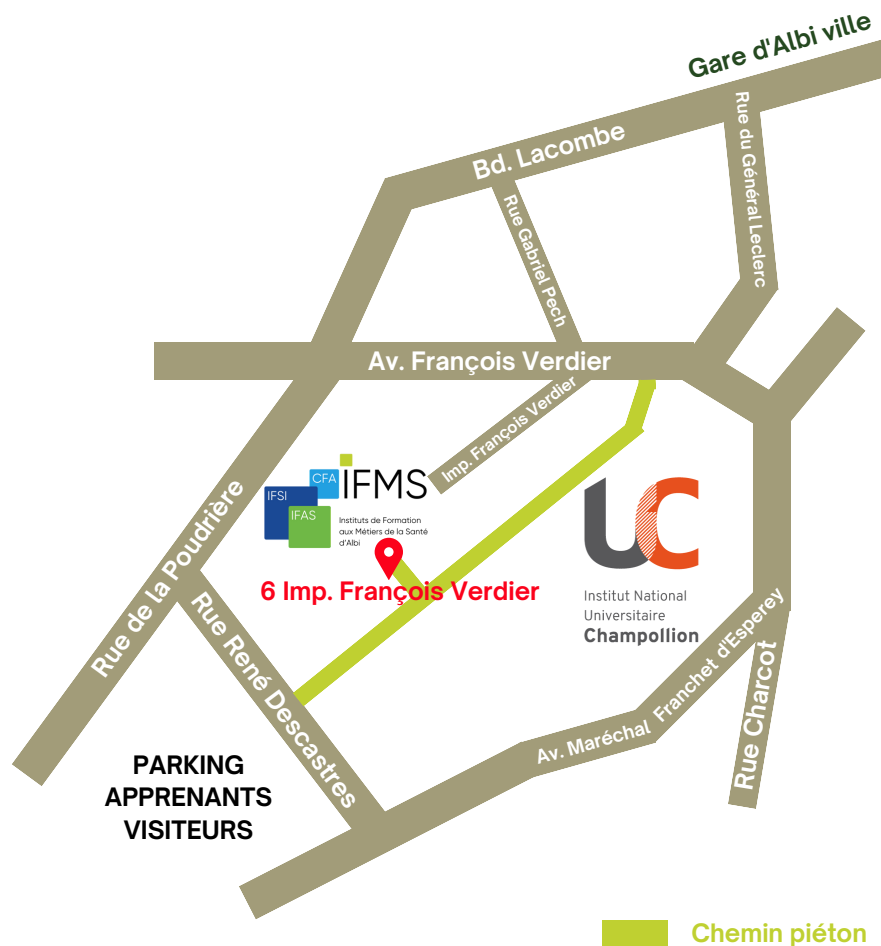 Gare d'Albi ville
Bd. Lacombe
Rue du Général Leclerc
Rue Gabriel Pech
Av. François Verdier
Imp. François Verdier
CFA
IFSI
IFAS
iFMS
Instituts de Formation
aux Métiers de la Santé
d'Albi
6 Imp. François Verdier
UC
Institut National
Universitaire
Champollion
Rue de la Poudrière
Rue René Descastres
Av. Maréchal Franchet d'Esperey
Rue Charcot
PARKING
APPRENANTS
VISITEURS
Chemin piéton